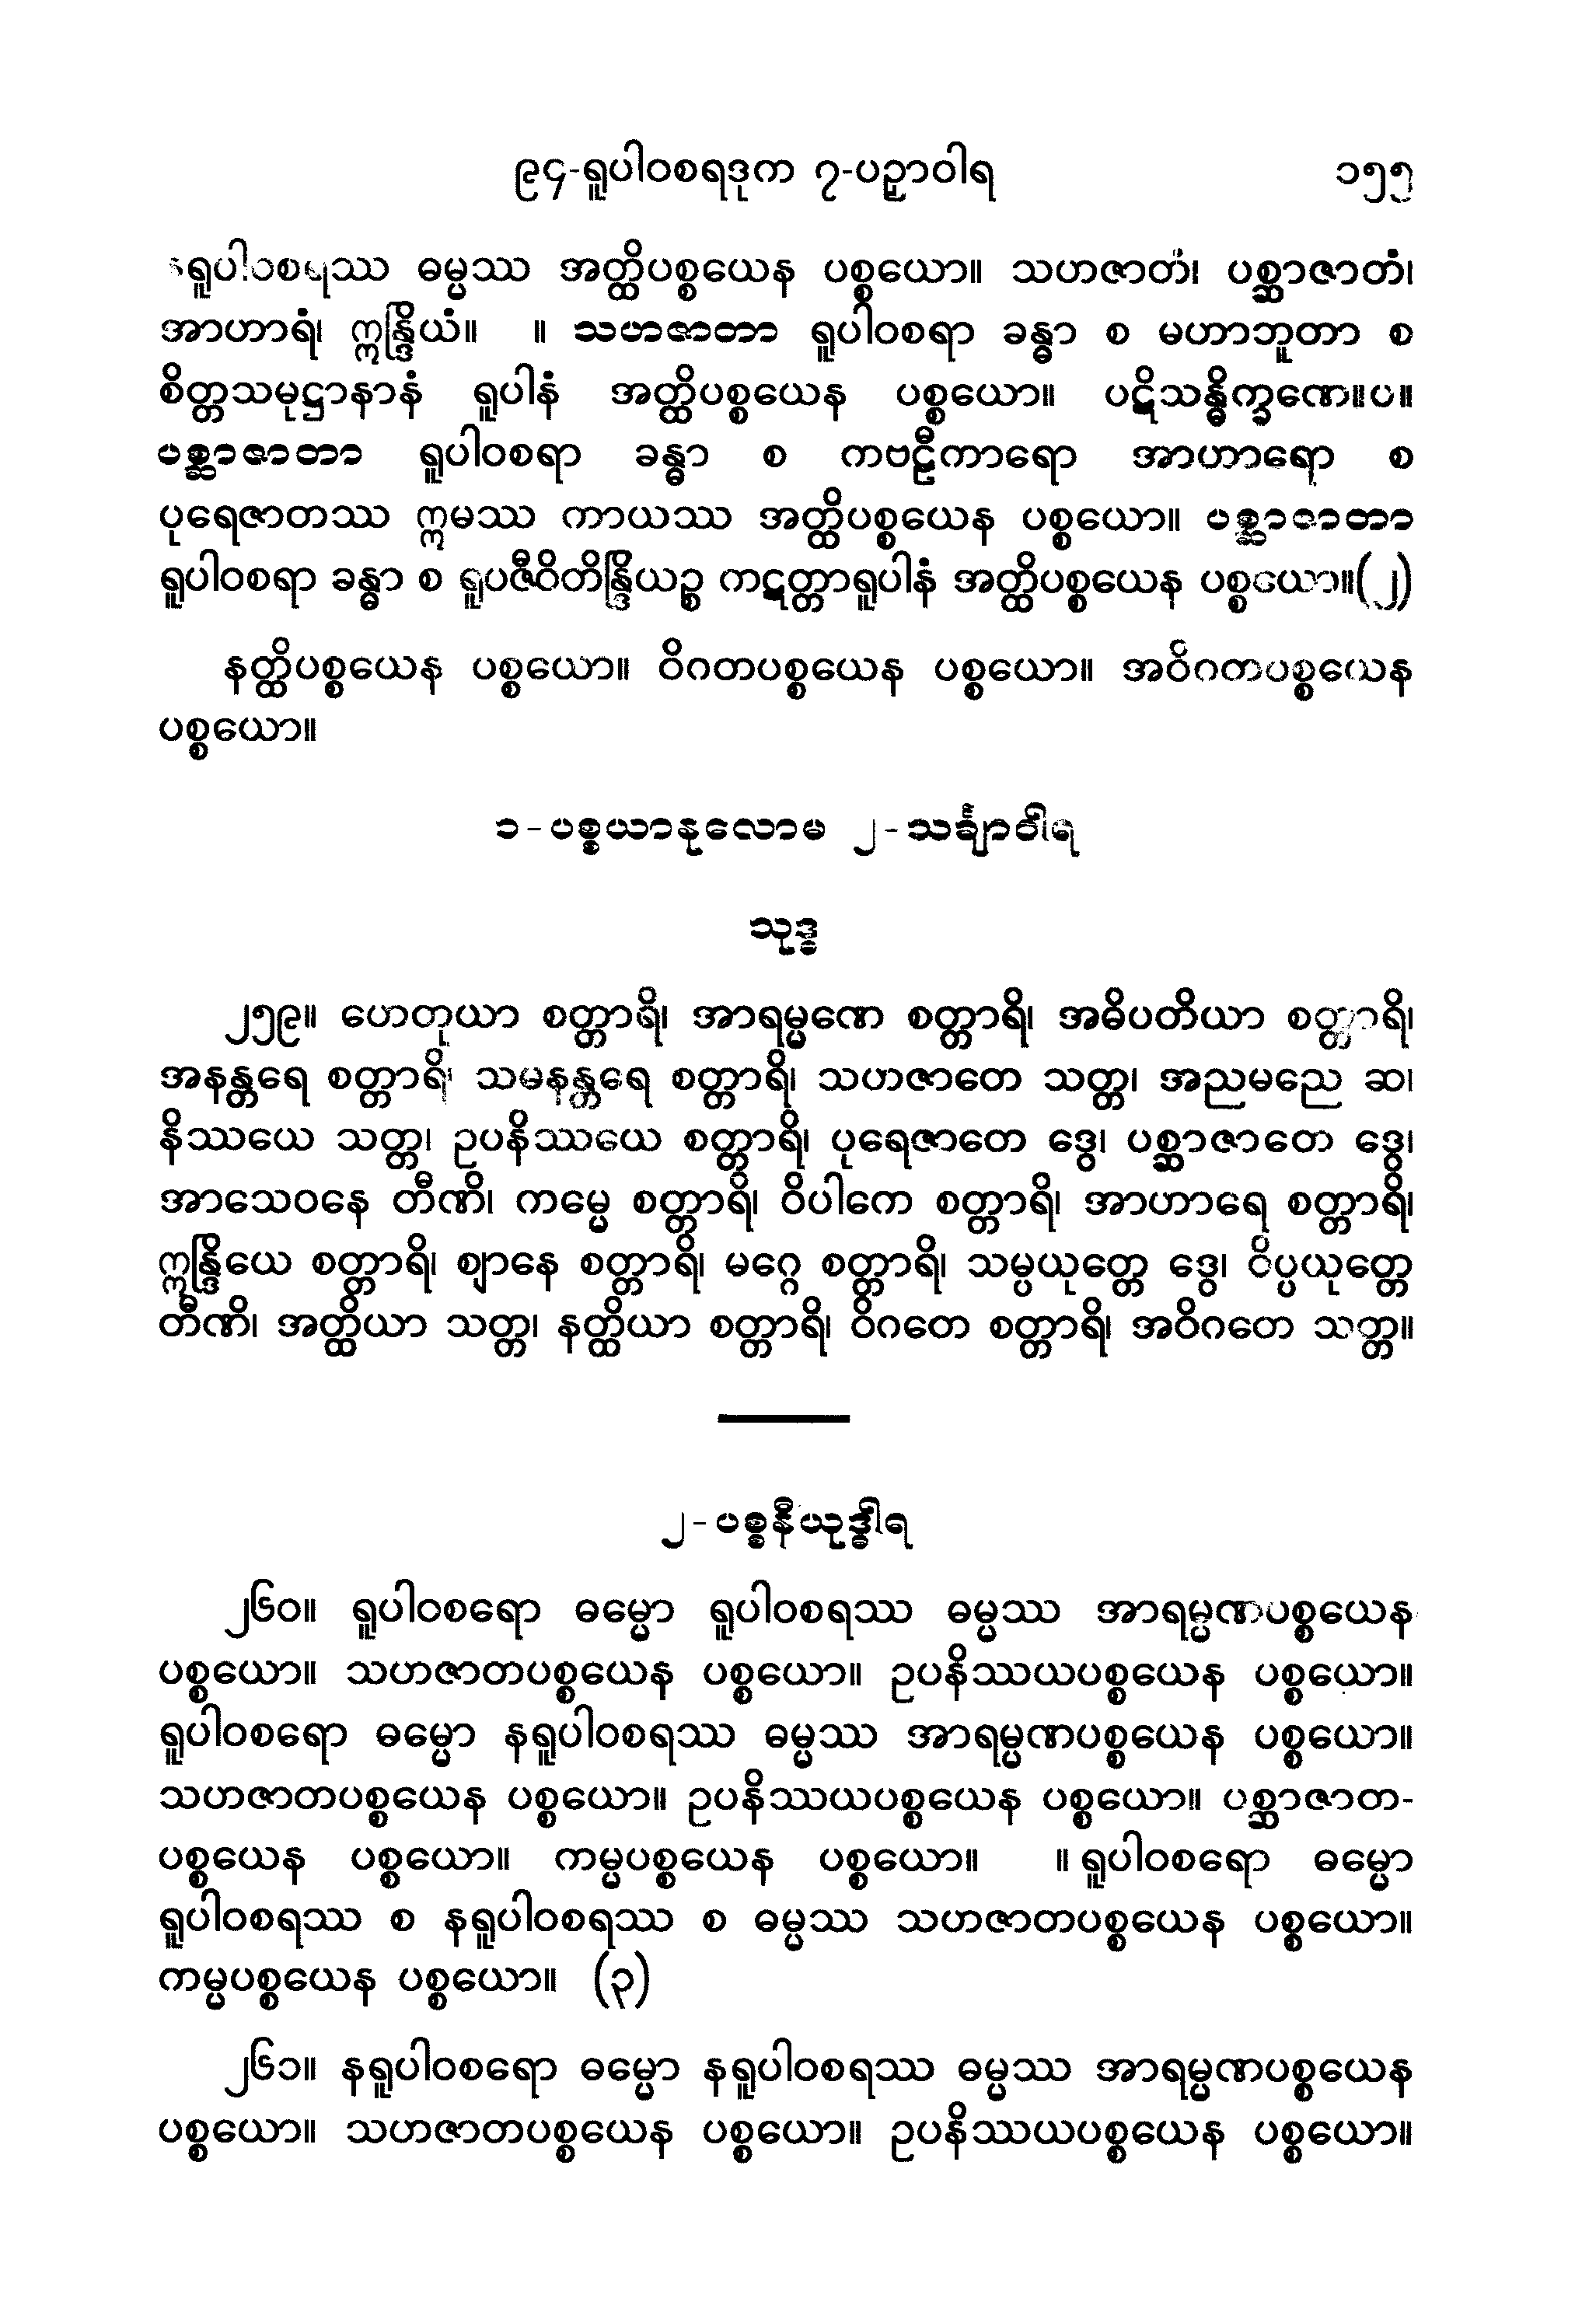 ၉၄-ရူပါဝစရဒုက ၇-ပဉှာဝါရ ၁၅၅
နရူပါဝစရဿ ဓမ္မဿ အတ္ထိပစ္စယေန ပစ္စယော။ သဟဇာတံ၊ ပစ္ဆာဇာတံ၊
အာဟာရံ၊ ဣန္ဒြိယံ။ ။ သဟဇာတာ ရူပါဝစရာ ခန္ဓာ စ မဟာဘူတာ စ
စိတ္တသမုဋ္ဌာနာနံ ရူပါနံ အတ္ထိပစ္စယေန ပစ္စယော။ ပဋိသန္ဓိက္ခဏေ။ပ။
ပစ္ဆာဇာတာ ရူပါဝစရာ ခန္ဓာ စ ကဗဠီကာရော အာဟာရော စ
ပုရေဇာတဿ ဣမဿ ကာယဿ အတ္ထိပစ္စယေန ပစ္စယော။ ပစ္ဆာဇာတာ
ရူပါဝစရာ ခန္ဓာ စ ရူပဇီဝိတိန္ဒြိယဉ္စ ကဋတ္တာရူပါနံ အတ္ထိပစ္စယေန ပစ္စယော။(၂)
နတ္ထိပစ္စယေန ပစ္စယော။ ဝိဂတပစ္စယေန ပစ္စယော။ အဝိဂတပစ္စယေန
ပစ္စယော။
၁-ပစ္စယာနုလောမ ၂-သင်္ချာဝါရ
သုဒ္ဓ
၂၅၉။ ဟေတုယာ စတ္တာရိ၊ အာရမ္မဏေ စတ္တာရိ၊ အဓိပတိယာ စတ္တာရိ၊
အနန္တရေ စတ္တာရိ၊ သမနန္တရေ စတ္တာရိ၊ သဟဇာတေ သတ္တ၊ အညမညေ ဆ၊
နိဿယေ သတ္တ၊ ဥပနိဿယေ စတ္တာရိ၊ ပုရေဇာတေ ဒွေ၊ ပစ္ဆာဇာတေ ဒွေ၊
အာသေဝနေ တီဏိ၊ ကမ္မေ စတ္တာရိ၊ ဝိပါကေ စတ္တာရိ၊ အာဟာရေ စတ္တာရိ၊
ဣန္ဒြိယေ စတ္တာရိ၊ ဈာနေ စတ္တာရိ၊ မဂ္ဂေ စတ္တာရိ၊ သမ္ပယုတ္တေ ဒွေ၊ ဝိပ္ပယုတ္တေ
တီဏိ၊ အတ္ထိယာ သတ္တ၊ နတ္ထိယာ စတ္တာရိ၊ ဝိဂတေ စတ္တာရိ၊ အဝိဂတေ သတ္တ။
၂-ပစ္စနီယုဒ္ဓါရ
၂၆၀။ ရူပါဝစရော ဓမ္မော ရူပါဝစရဿ ဓမ္မဿ အာရမ္မဏပစ္စယေန
ပစ္စယော။ သဟဇာတပစ္စယေန ပစ္စယော။ ဥပနိဿယပစ္စယေန ပစ္စယော။
ရူပါဝစရော ဓမ္မော နရူပါဝစရဿ ဓမ္မဿ အာရမ္မဏပစ္စယေန ပစ္စယော။
သဟဇာတပစ္စယေန ပစ္စယော။ ဥပနိဿယပစ္စယေန ပစ္စယော။ ပစ္ဆာဇာတ-
ပစ္စယေန ပစ္စယော။ ကမ္မပစ္စယေန ပစ္စယော။ ။ ရူပါဝစရော ဓမ္မော
ရူပါဝစရဿ စ နရူပါဝစရဿ စ ဓမ္မဿ သဟဇာတပစ္စယေန ပစ္စယော။
ကမ္မပစ္စယေန ပစ္စယော။ (၃)
၂၆၁။ နရူပါဝစရော ဓမ္မော နရူပါဝစရဿ ဓမ္မဿ အာရမ္မဏပစ္စယေန
ပစ္စယော။ သဟဇာတပစ္စယေန ပစ္စယော။ ဥပနိဿယပစ္စယေန ပစ္စယော။